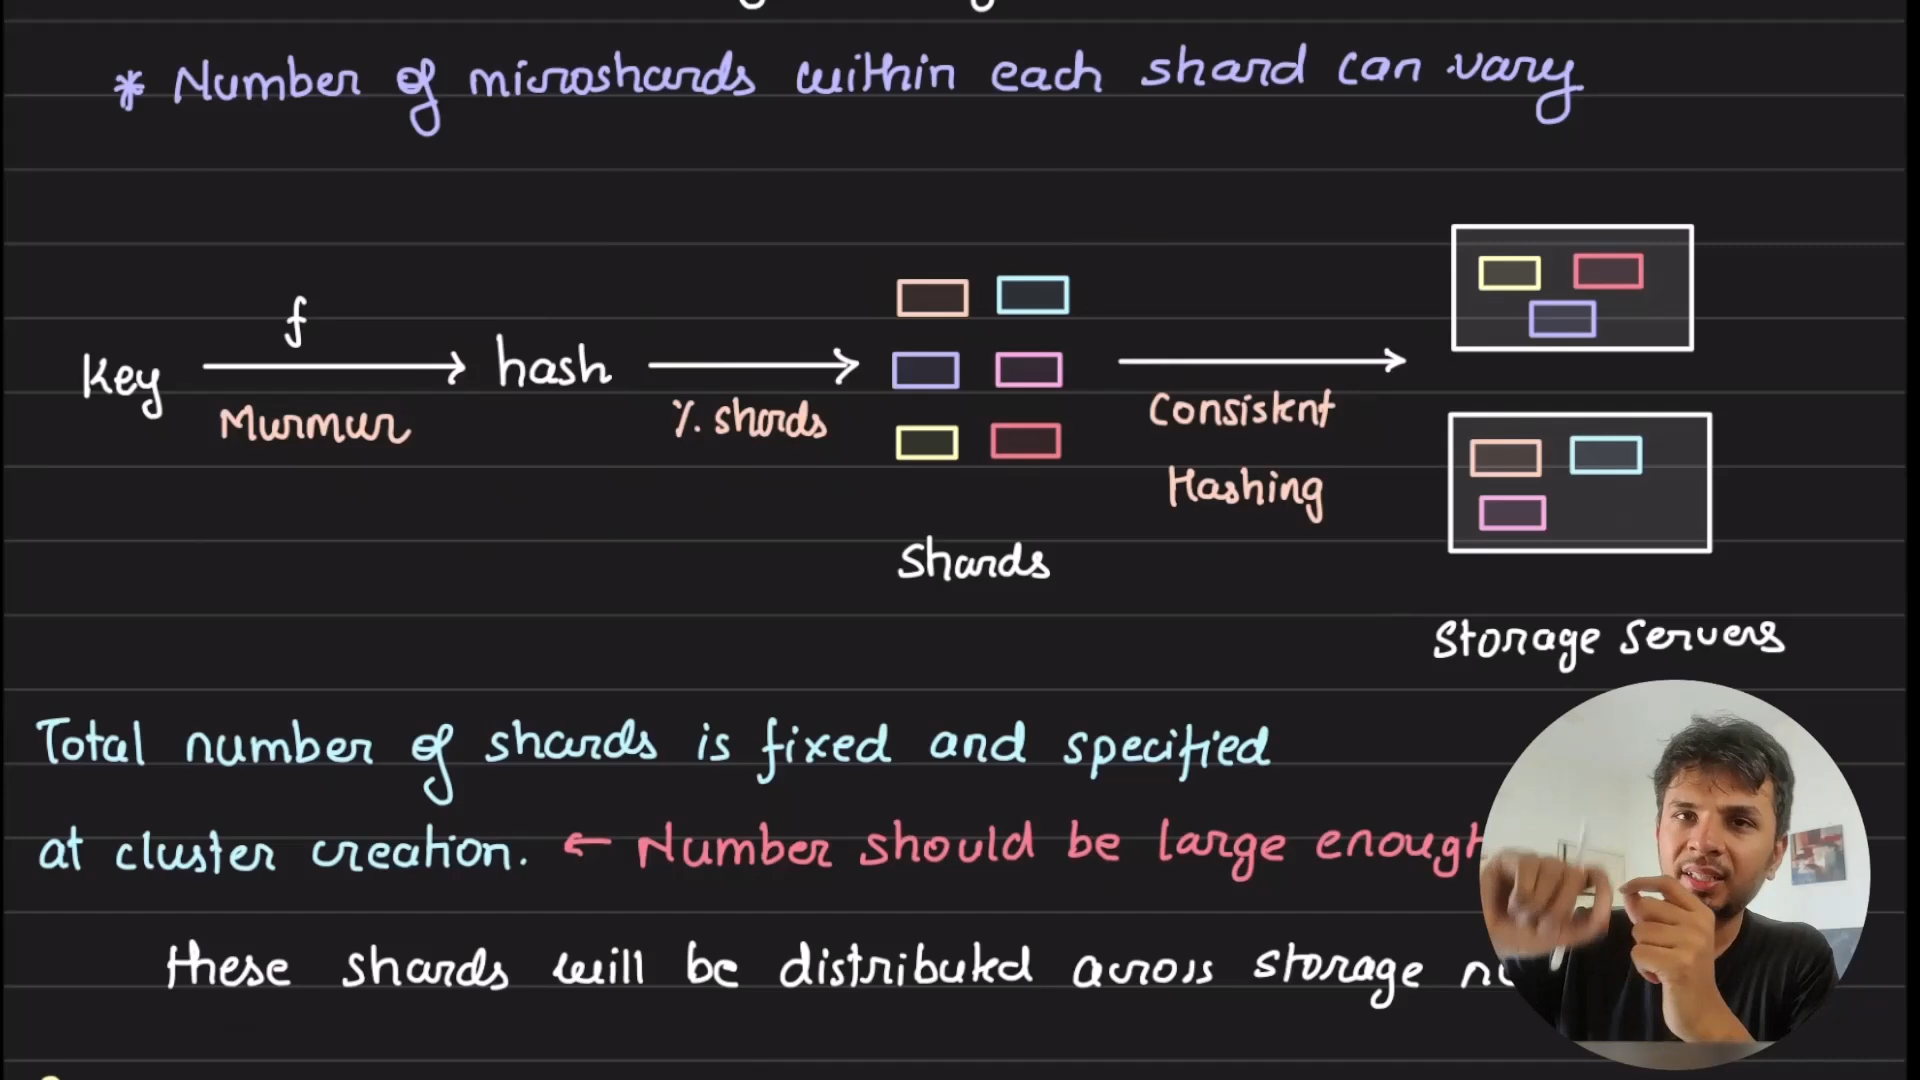 * Number of microshards within each shard can vary
f
Key
Murmur
hash
% shards
Shards
Consistent
Hashing
Storage Servers
Total number of shards is fixed and specified
at cluster creation. ← Number should be large enough
these shards will be distributed across storage